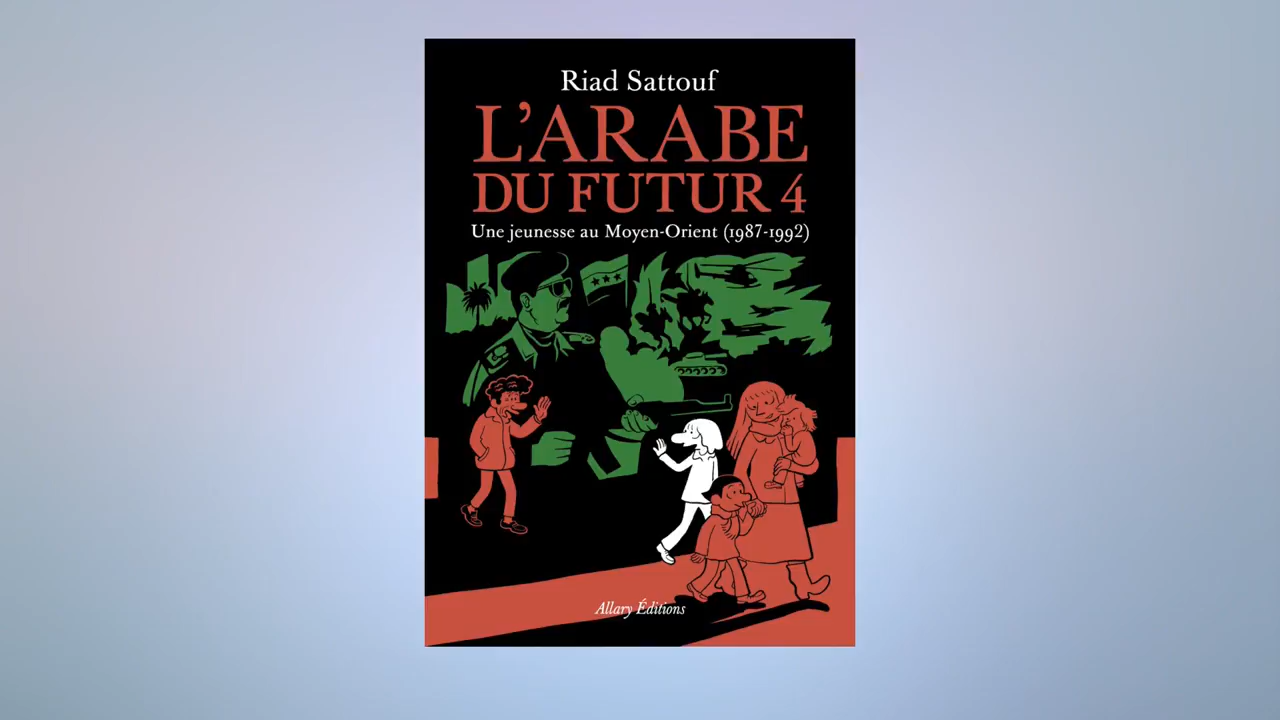 Riad Sattouf
L'ARABE
DU FUTUR 4
Une jeunesse au Moyen-Orient (1987-1992)
Allary Éditions